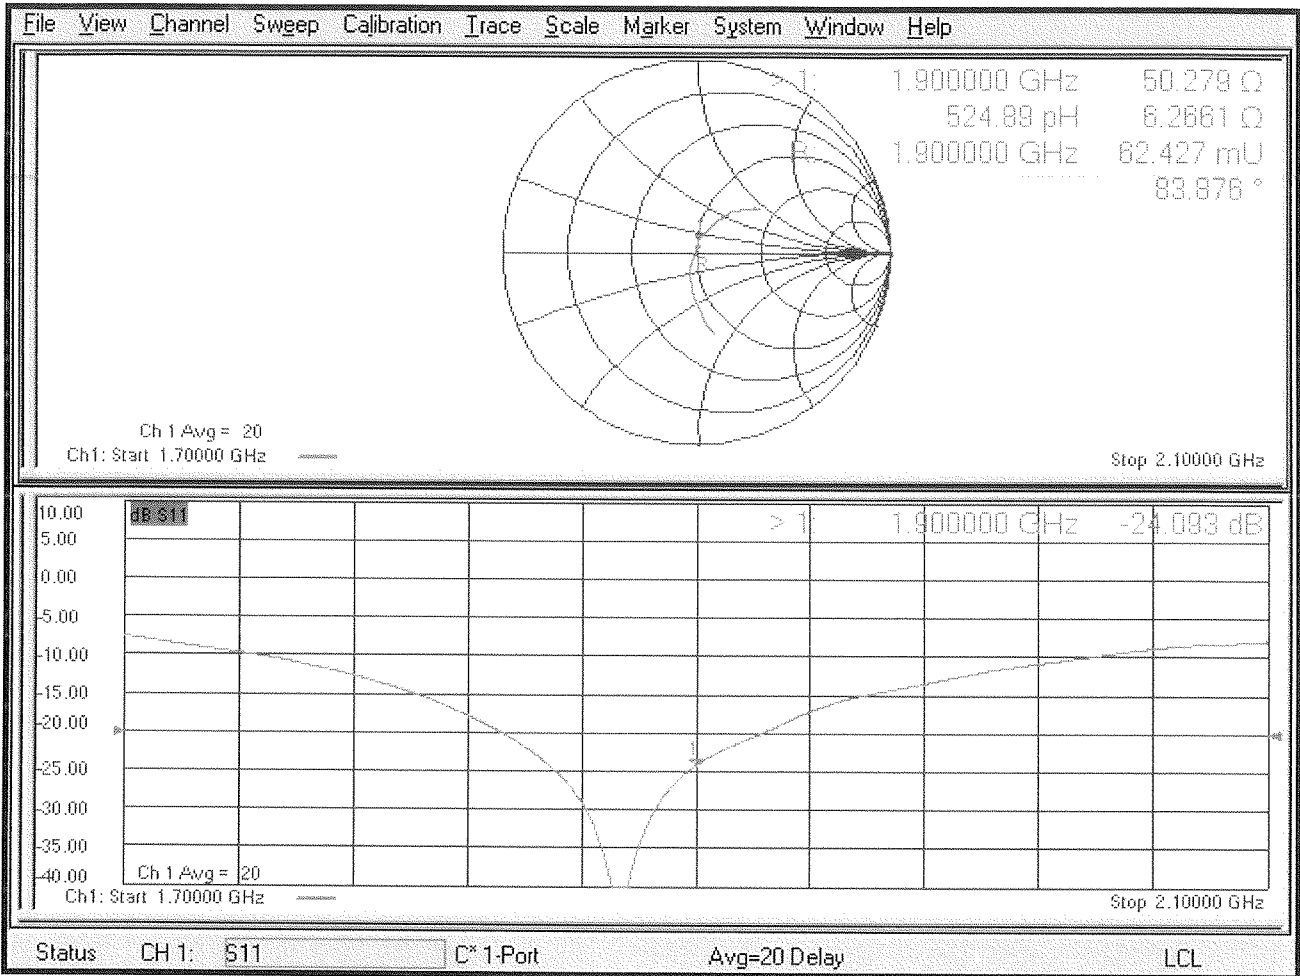 File View Channel Sweep Calibration Trace Scale Marker System Window Help
> 1: 1.900000 GHz 50.279 Ω
524.89 pH 6.2661 Ω
R: 1.900000 GHz 62.427 mU
83.876 °
R
Ch 1 Avg = 20
Ch1: Start 1.70000 GHz
Stop 2.10000 GHz
10.00
dB S11
> 1: 1.900000 GHz -24.093 dB
5.00
0.00
-5.00
-10.00
-15.00
-20.00
1
-25.00
-30.00
-35.00
-40.00
Ch 1 Avg = 20
Ch1: Start 1.70000 GHz
Stop 2.10000 GHz
Status CH 1: S11 C* 1-Port Avg=20 Delay LCL